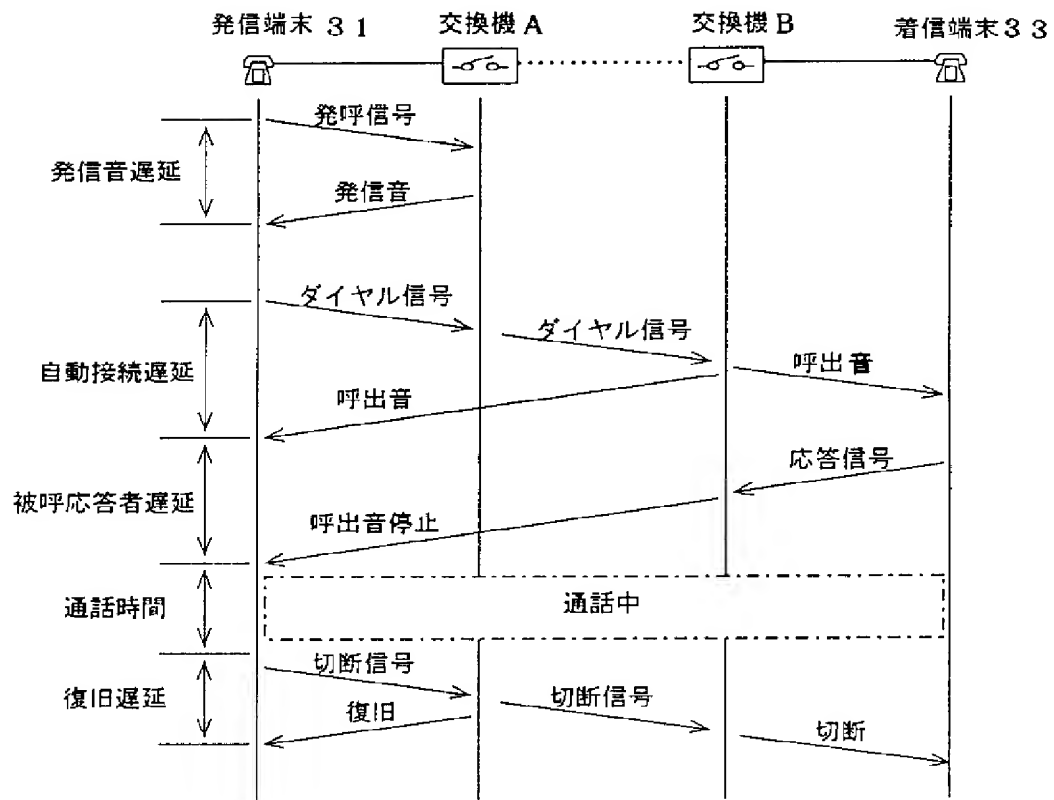 発信端末31
交換機A
交換機B
着信端末33
発呼信号
発信音遅延
発信音
ダイヤル信号
ダイヤル信号
呼出音
自動接続遅延
呼出音
応答信号
被呼応答者遅延
呼出音停止
通話時間
通話中
切断信号
復旧遅延
切断信号
復旧
切断